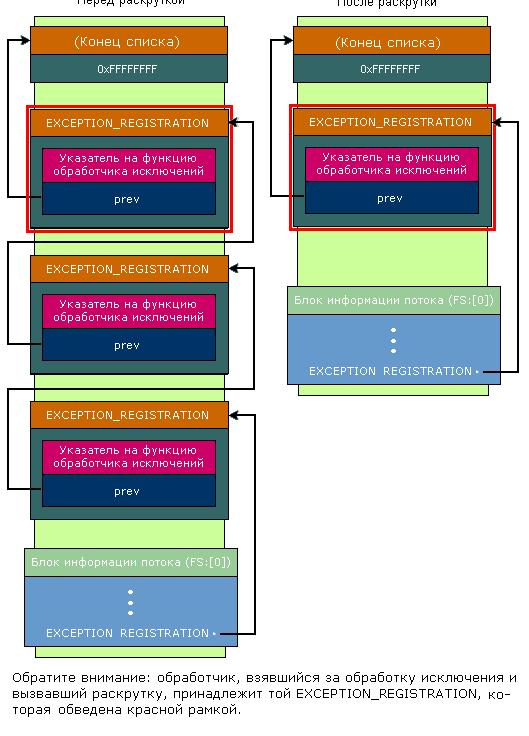 Перед раскруткой
(Конец списка)
0xFFFFFFFF
EXCEPTION_REGISTRATION
Указатель на функцию
обработчика исключений
prev
EXCEPTION_REGISTRATION
Указатель на функцию
обработчика исключений
prev
EXCEPTION_REGISTRATION
Указатель на функцию
обработчика исключений
prev
Блок информации потока (FS:[0])
EXCEPTION REGISTRATION
После раскрутки
(Конец списка)
0xFFFFFFFF
EXCEPTION_REGISTRATION
Указатель на функцию
обработчика исключений
prev
Блок информации потока (FS:[0])
EXCEPTION REGISTRATION
Обратите внимание: обработчик, взявшийся за обработку исключения и
вызвавший раскрутку, принадлежит той EXCEPTION_REGISTRATION, ко-
торая обведена красной рамкой.